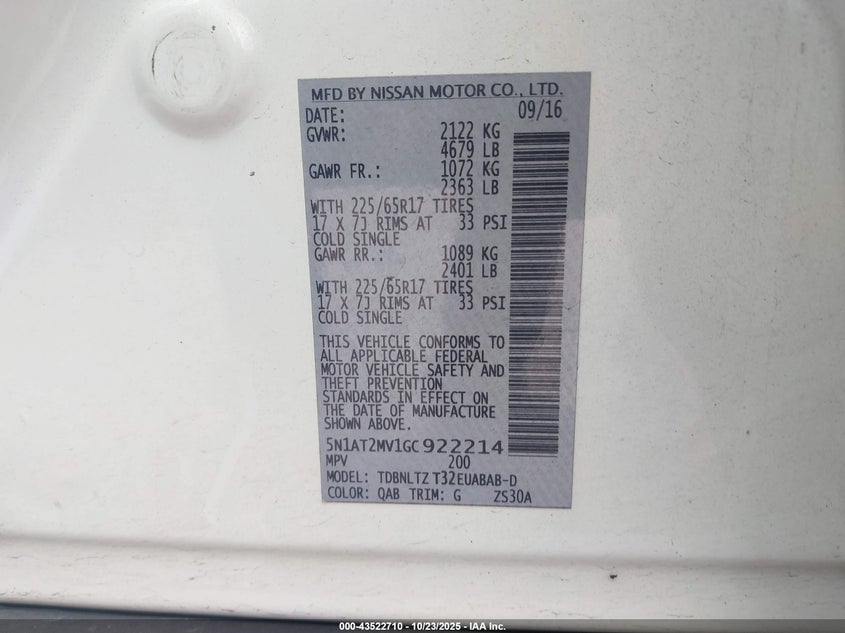 MFD BY NISSAN MOTOR CO., LTD.
DATE: 09/16
GVWR: 2122 KG
4679 LB
GAWR FR.: 1072 KG
2363 LB
WITH 225/65R17 TIRES
17 X 7J RIMS AT 33 PSI
COLD SINGLE
GAWR RR.: 1089 KG
2401 LB
WITH 225/65R17 TIRES
17 X 7J RIMS AT 33 PSI
COLD SINGLE
THIS VEHICLE CONFORMS TO
ALL APPLICABLE FEDERAL
MOTOR VEHICLE SAFETY AND
THEFT PREVENTION
STANDARDS IN EFFECT ON
THE DATE OF MANUFACTURE
SHOWN ABOVE.
5N1AT2MV1GC922214
MPV 200
MODEL: TDBNLTZ T32EUABAB-D
COLOR: QAB TRIM: G ZS30A
000-43522710 - 10/23/2025 - IAA Inc.